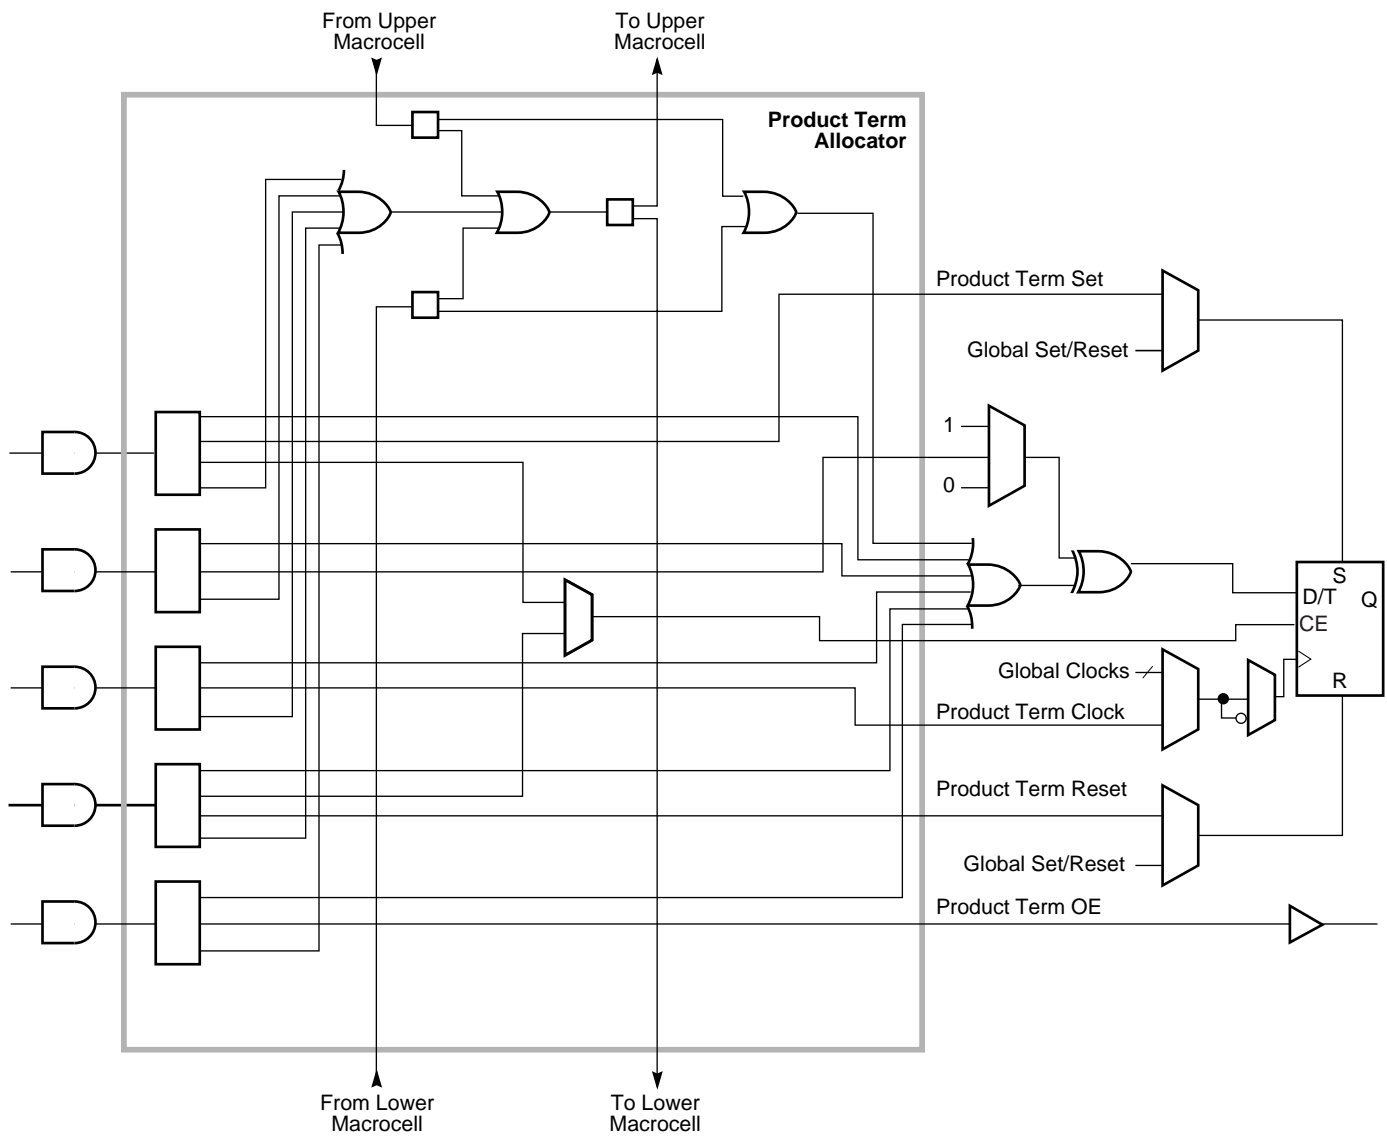 From Upper
Macrocell
To Upper
Macrocell
Product Term
Allocator
Product Term Set
Global Set/Reset
1
0
S
D/T
Q
CE
R
Global Clocks
Product Term Clock
Product Term Reset
Global Set/Reset
Product Term OE
From Lower
Macrocell
To Lower
Macrocell